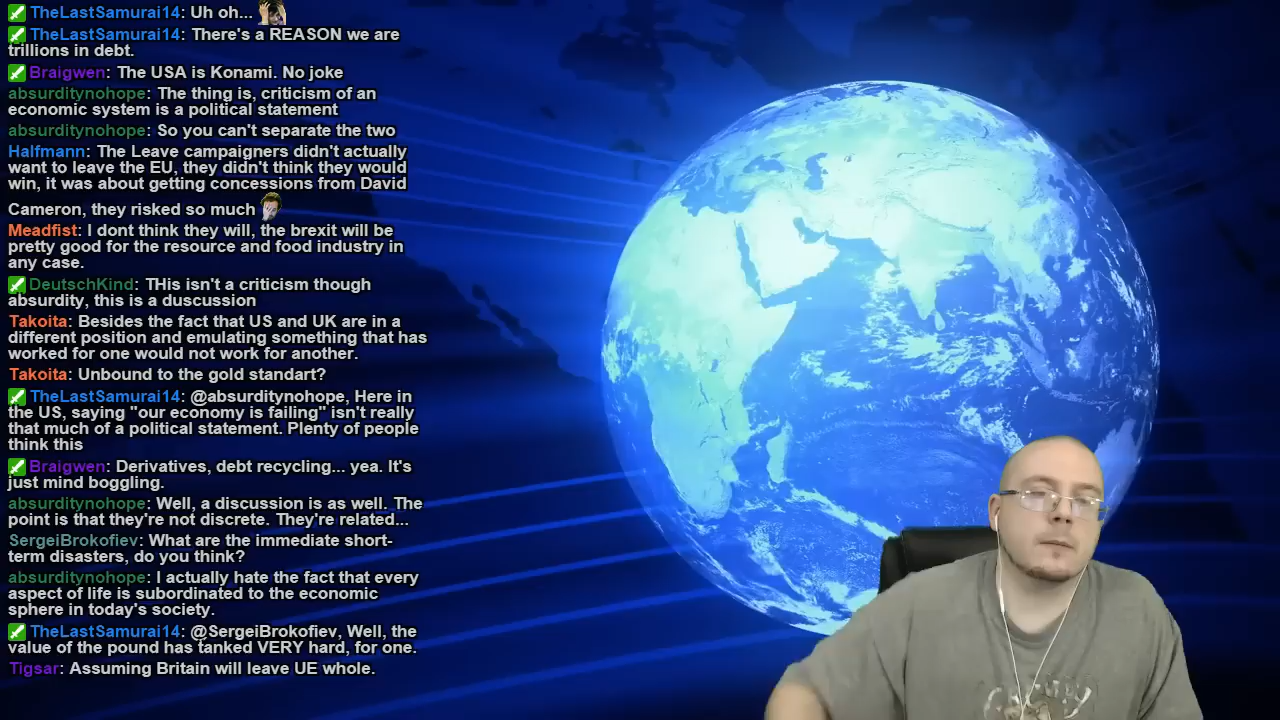 TheLastSamurai14: Uh oh...
TheLastSamurai14: There's a REASON we are
trillions in debt.
Braigwen: The USA is Konami. No joke
absurditynohope: The thing is, criticism of an
economic system is a political statement
absurditynohope: So you can't separate the two
Halfmann: The Leave campaigners didn't actually
want to leave the EU, they didn't think they would
win, it was about getting concessions from David
Cameron, they risked so much
Meadfist: I dont think they will, the brexit will be
pretty good for the resource and food industry in
any case.
DeutschKind: THis isn't a criticism though
absurdity, this is a duscussion
Takoita: Besides the fact that US and UK are in a
different position and emulating something that has
worked for one would not work for another.
Takoita: Unbound to the gold standart?
TheLastSamurai14: @absurditynohope, Here in
the US, saying "our economy is failing" isn't really
that much of a political statement. Plenty of people
think this
Braigwen: Derivatives, debt recycling... yea. It's
just mind boggling.
absurditynohope: Well, a discussion is as well. The
point is that they're not discrete. They're related...
SergeiBrokofiev: What are the immediate short-
term disasters, do you think?
absurditynohope: I actually hate the fact that every
aspect of life is subordinated to the economic
sphere in today's society.
TheLastSamurai14: @SergeiBrokofiev, Well, the
value of the pound has tanked VERY hard, for one.
Tigsar: Assuming Britain will leave UE whole.